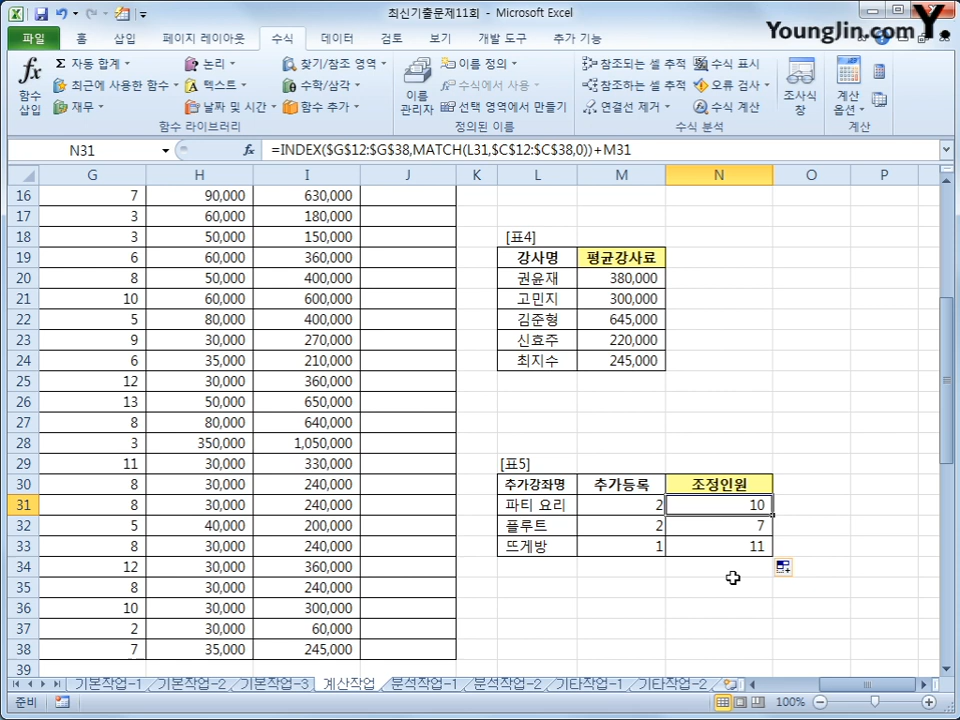 최신기출문제11회 - Microsoft Excel
Younglin.com Y.
파일 홈 삽입 페이지 레이아웃 수식 데이터 검토 보기 개발 도구 추가 기능
fx 함수 삽입
Σ 자동 합계 논리 찾기/참조 영역
최근에 사용한 함수 텍스트 수학/삼각
재무 날짜 및 시간 함수 추가
함수 라이브러리
이름 관리자
이름 정의
수식에서 사용
선택 영역에서 만들기
정의된 이름
참조되는 셀 추적 수식 표시
참조하는 셀 추적 오류 검사
연결선 제거 수식 계산
수식 분석
조사식 창
계산 옵션
계산
N31 fx =INDEX($G$12:$G$38,MATCH(L31,$C$12:$C$38,0))+M31
G H I J K L M N O P
16 7 90,000 630,000
17 3 60,000 180,000
18 3 50,000 150,000 [표4]
19 6 60,000 360,000 강사명 평균강사료
20 8 50,000 400,000 권윤재 380,000
21 10 60,000 600,000 고민지 300,000
22 5 80,000 400,000 김준형 645,000
23 9 30,000 270,000 신효주 220,000
24 6 35,000 210,000 최지수 245,000
25 12 30,000 360,000
26 13 50,000 650,000
27 8 80,000 640,000
28 3 350,000 1,050,000
29 11 30,000 330,000 [표5]
30 8 30,000 240,000 추가강좌명 추가등록 조정인원
31 8 30,000 240,000 파티 요리 2 10
32 5 40,000 200,000 플루트 2 7
33 8 30,000 240,000 뜨게방 1 11
34 12 30,000 360,000
35 8 30,000 240,000
36 10 30,000 300,000
37 2 30,000 60,000
38 7 35,000 245,000
39
기본작업-1 기본작업-2 기본작업-3 계산작업 분석작업-1 분석작업-2 기타작업-1 기타작업-2
준비 100%